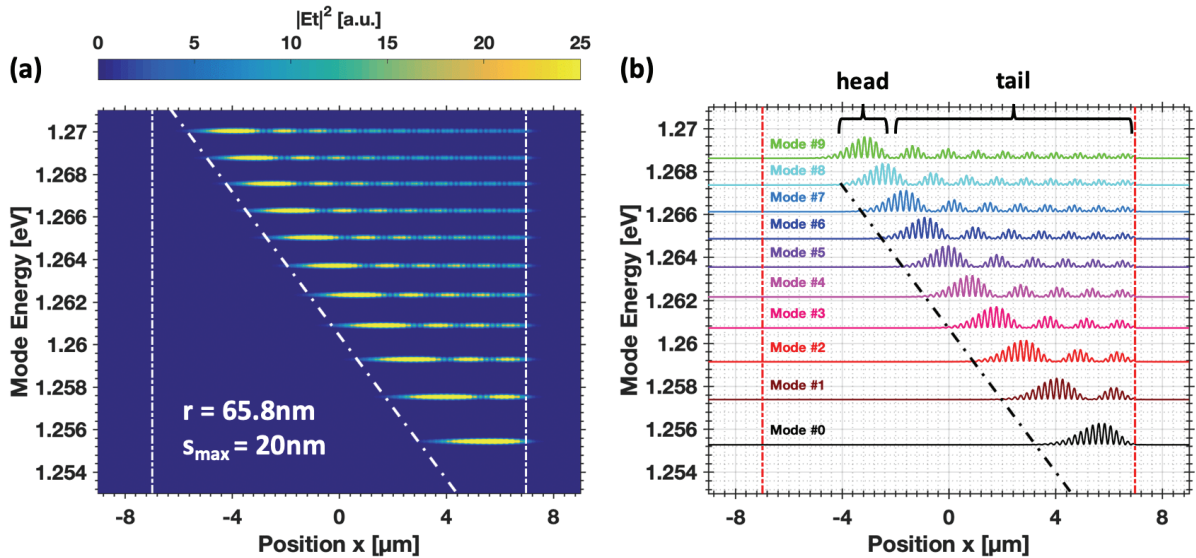 |Et|² [a.u.]
0 5 10 15 20 25
(a)
Mode Energy [eV]
1.27
1.268
1.266
1.264
1.262
1.26
1.258
1.256
1.254
r = 65.8nm
smax = 20nm
-8 -4 0 4 8
Position x [μm]
(b)
head tail
Mode Energy [eV]
1.27
1.268
1.266
1.264
1.262
1.26
1.258
1.256
1.254
Mode #9
Mode #8
Mode #7
Mode #6
Mode #5
Mode #4
Mode #3
Mode #2
Mode #1
Mode #0
-8 -4 0 4 8
Position x [μm]